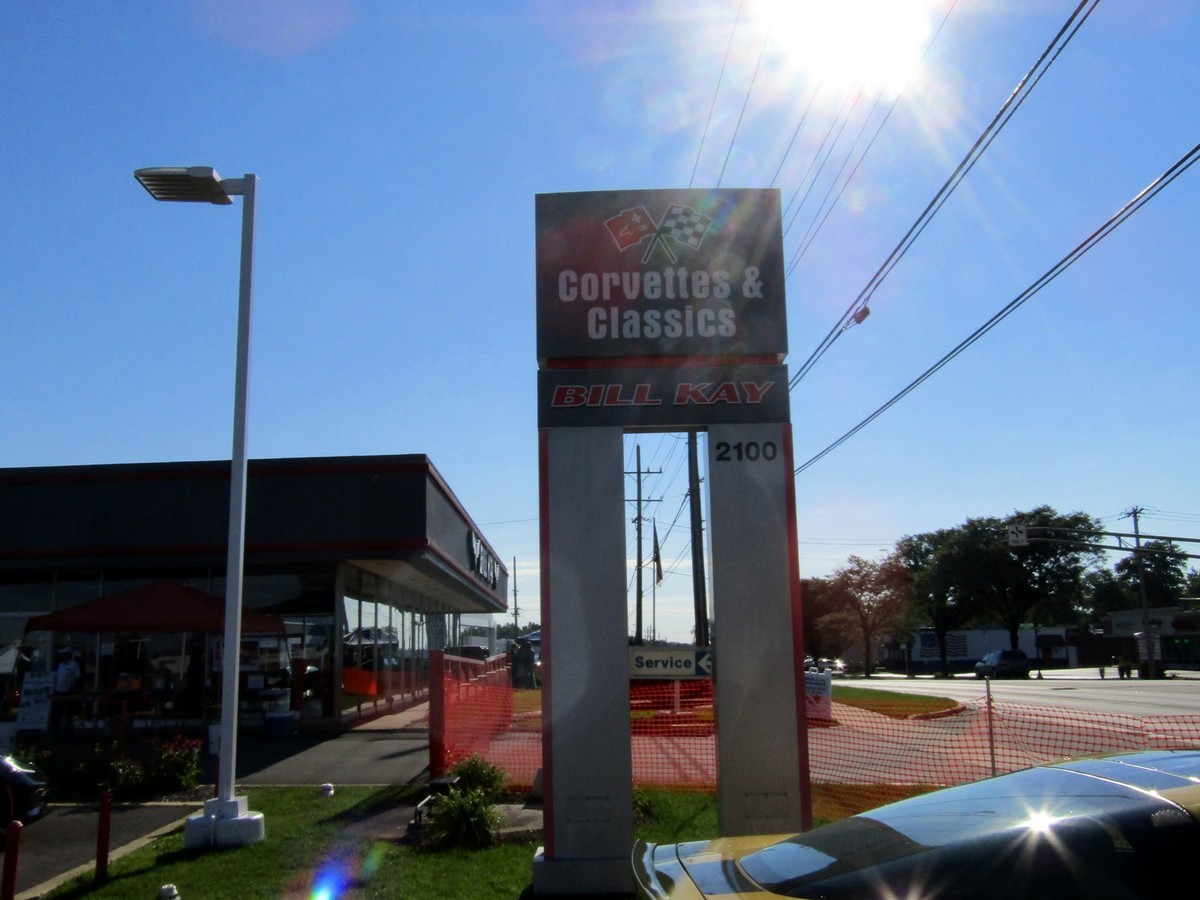 Corvettes &
Classics
BILL KAY
2100
Service